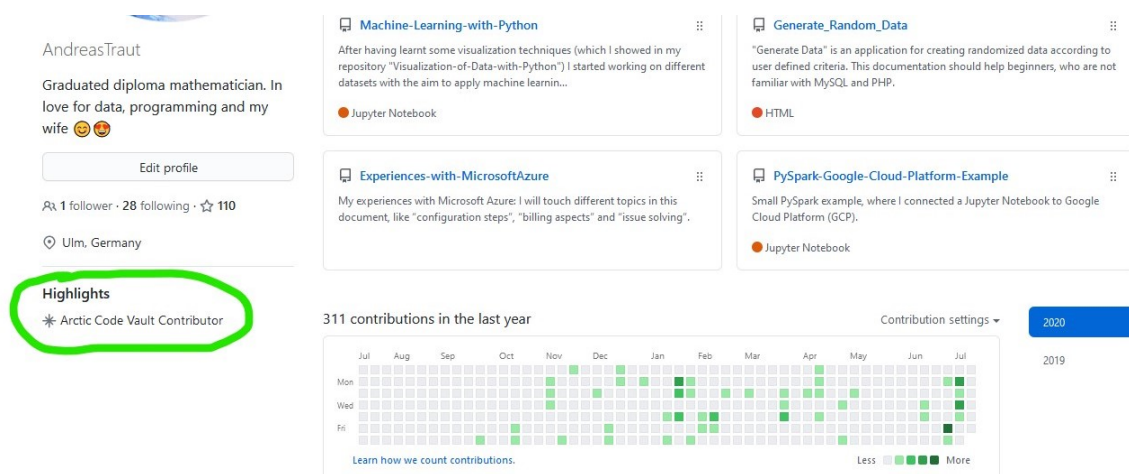 AndreasTraut
Graduated diploma mathematician. In
love for data, programming and my
wife 😊😍
Edit profile
1 follower · 28 following · 110
Ulm, Germany
Highlights
Arctic Code Vault Contributor
Machine-Learning-with-Python
After having learnt some visualization techniques (which I showed in my
repository "Visualization-of-Data-with-Python") I started working on different
datasets with the aim to apply machine learnin...
Jupyter Notebook
Generate_Random_Data
"Generate Data" is an application for creating randomized data according to
user defined criteria. This documentation should help beginners, who are not
familiar with MySQL and PHP.
HTML
Experiences-with-MicrosoftAzure
My experiences with Microsoft Azure: I will touch different topics in this
document, like "configuration steps", "billing aspects" and "issue solving".
PySpark-Google-Cloud-Platform-Example
Small PySpark example, where I connected a Jupyter Notebook to Google
Cloud Platform (GCP).
Jupyter Notebook
311 contributions in the last year
Contribution settings
2020
2019
Jul Aug Sep Oct Nov Dec Jan Feb Mar Apr May Jun Jul
Mon
Wed
Fri
Learn how we count contributions.
Less More